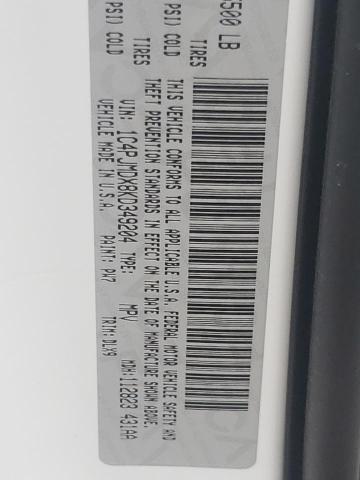 500 LB
TIRES
PSI) COLD
TIRES
PSI) COLD
THIS VEHICLE CONFORMS TO ALL APPLICABLE U.S.A. FEDERAL MOTOR VEHICLE SAFETY AND
THEFT PREVENTION STANDARDS IN EFFECT ON THE DATE OF MANUFACTURE SHOWN ABOVE.
VIN: 1C4PJMDX8KD349204 TYPE: MPV MDH: 112823 431AA
VEHICLE MADE IN U.S.A. PAINT: PW7 TRIM: DLX9